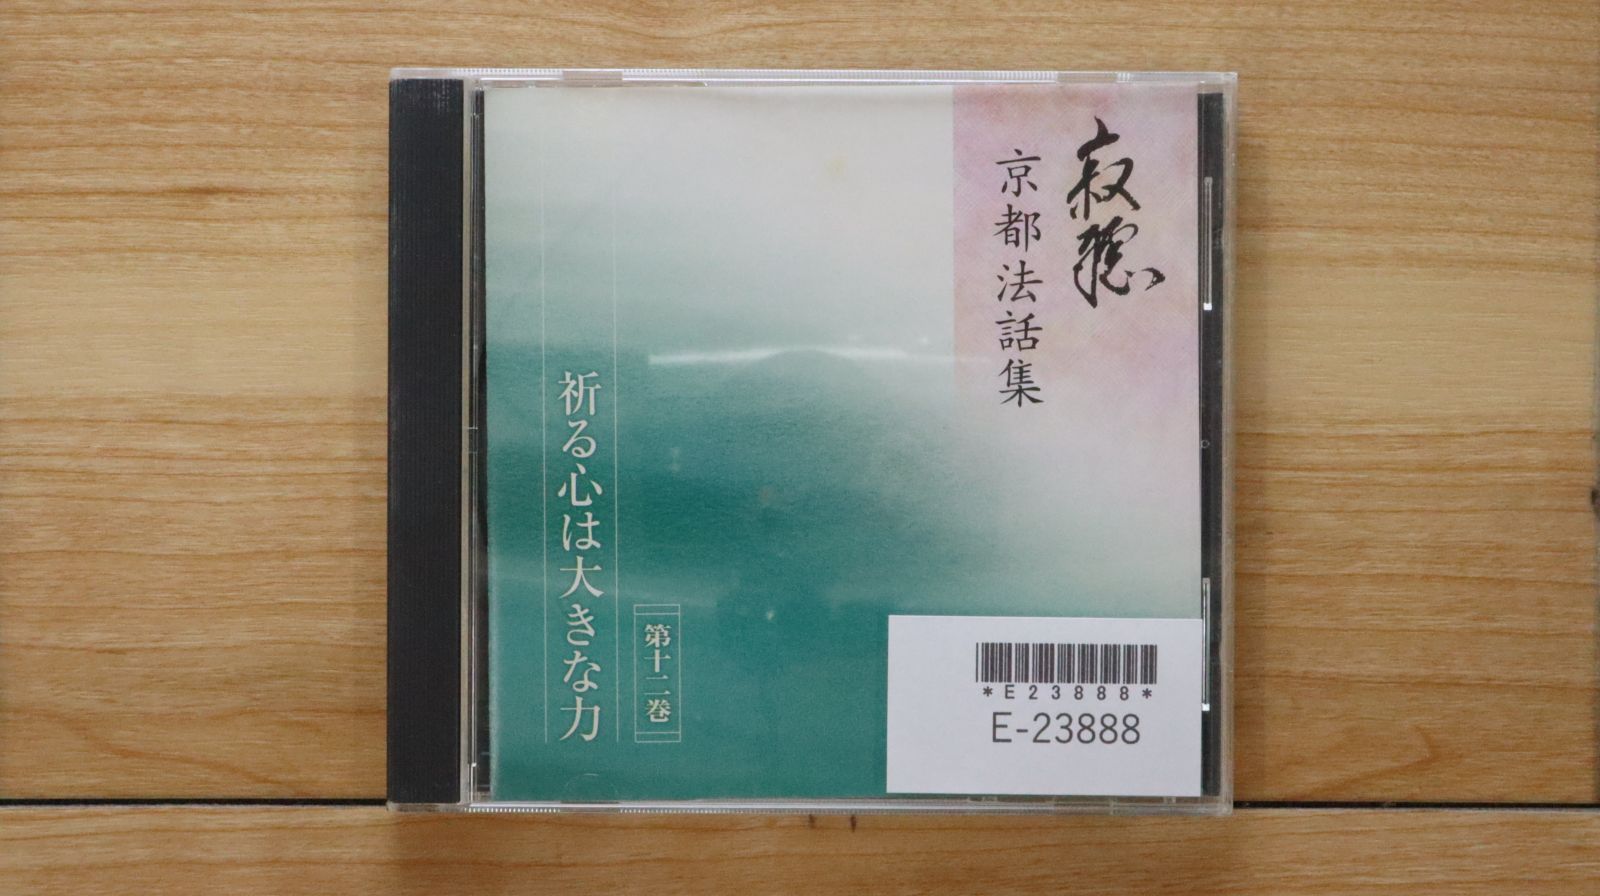 寂聴
京都法話集
祈る心は大きな力
第十二巻
*E23888*
E-23888